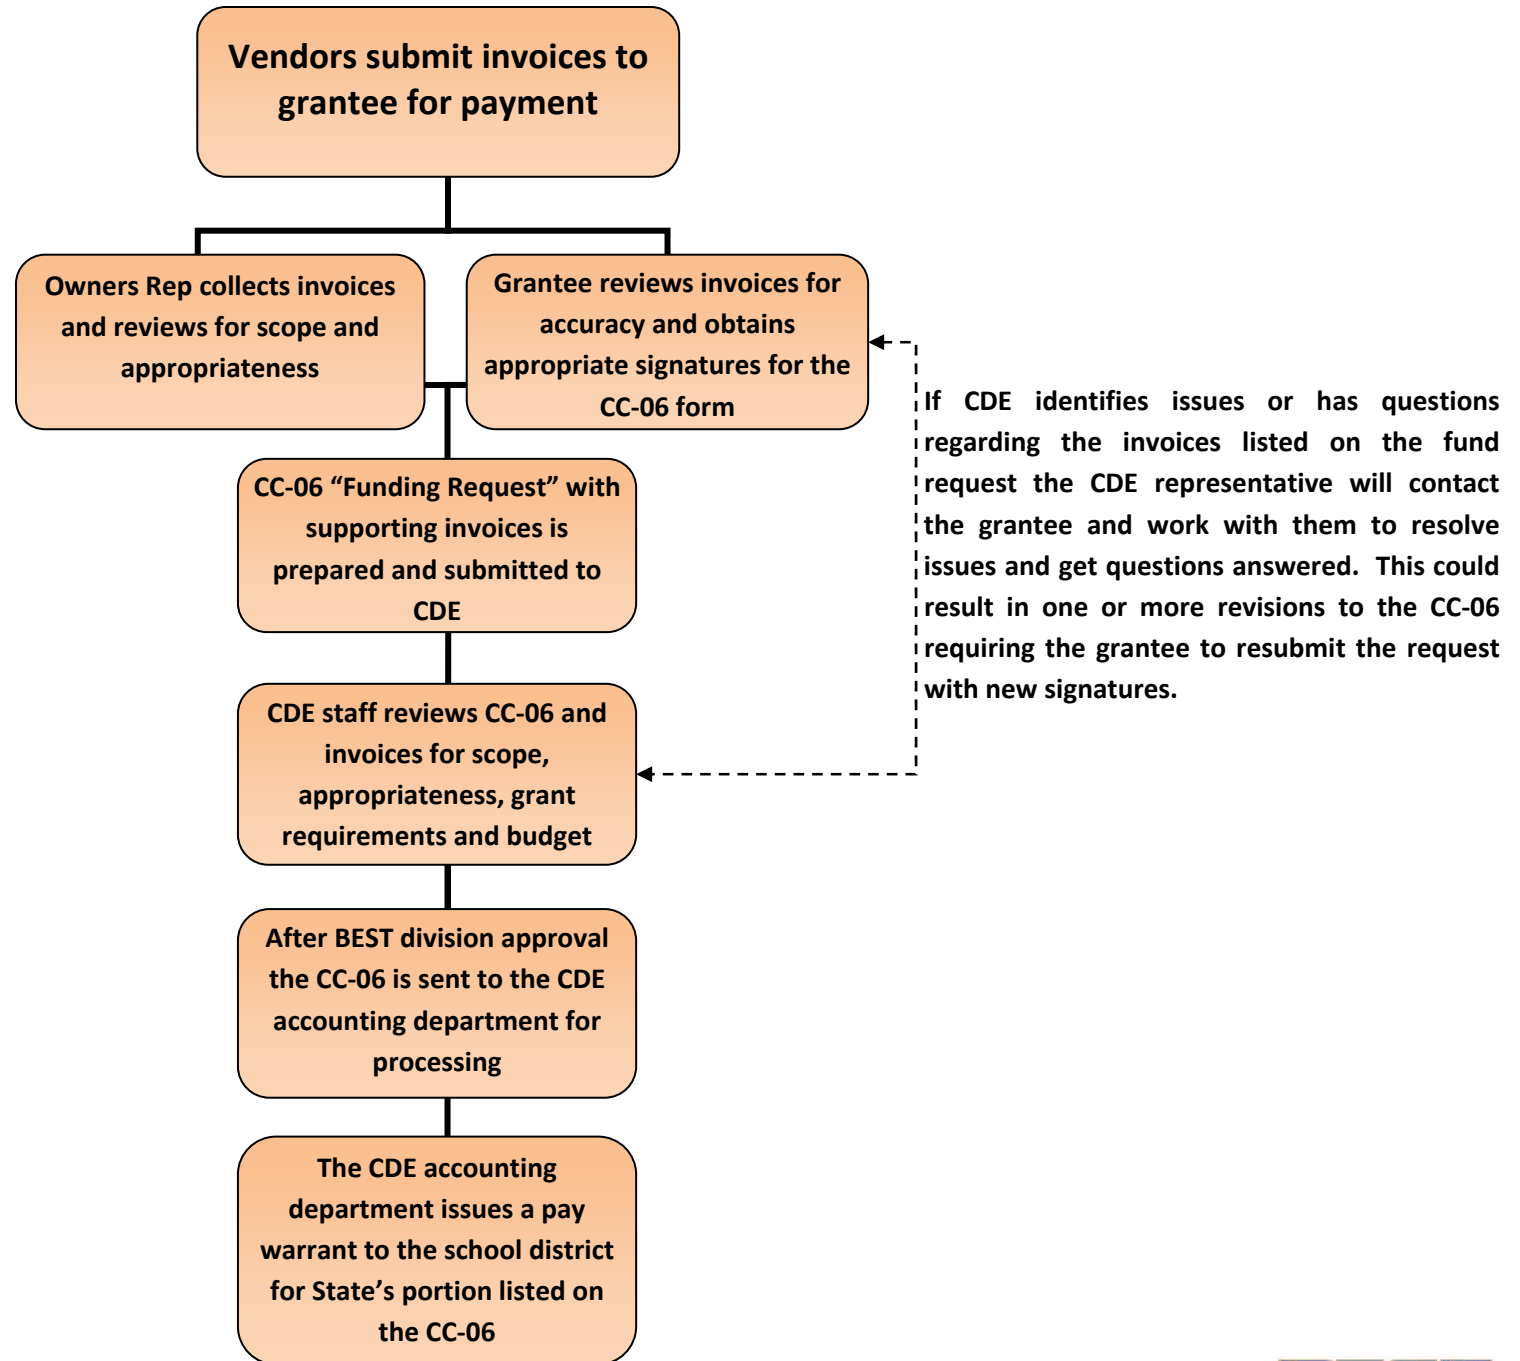 Vendors submit invoices to
grantee for payment
Owners Rep collects invoices
and reviews for scope and
appropriateness
Grantee reviews invoices for
accuracy and obtains
appropriate signatures for the
CC-06 form
If CDE identifies issues or has questions
regarding the invoices listed on the fund
request the CDE representative will contact
the grantee and work with them to resolve
issues and get questions answered. This could
result in one or more revisions to the CC-06
requiring the grantee to resubmit the request
with new signatures.
CC-06 “Funding Request” with
supporting invoices is
prepared and submitted to
CDE
CDE staff reviews CC-06 and
invoices for scope,
appropriateness, grant
requirements and budget
After BEST division approval
the CC-06 is sent to the CDE
accounting department for
processing
The CDE accounting
department issues a pay
warrant to the school district
for State’s portion listed on
the CC-06